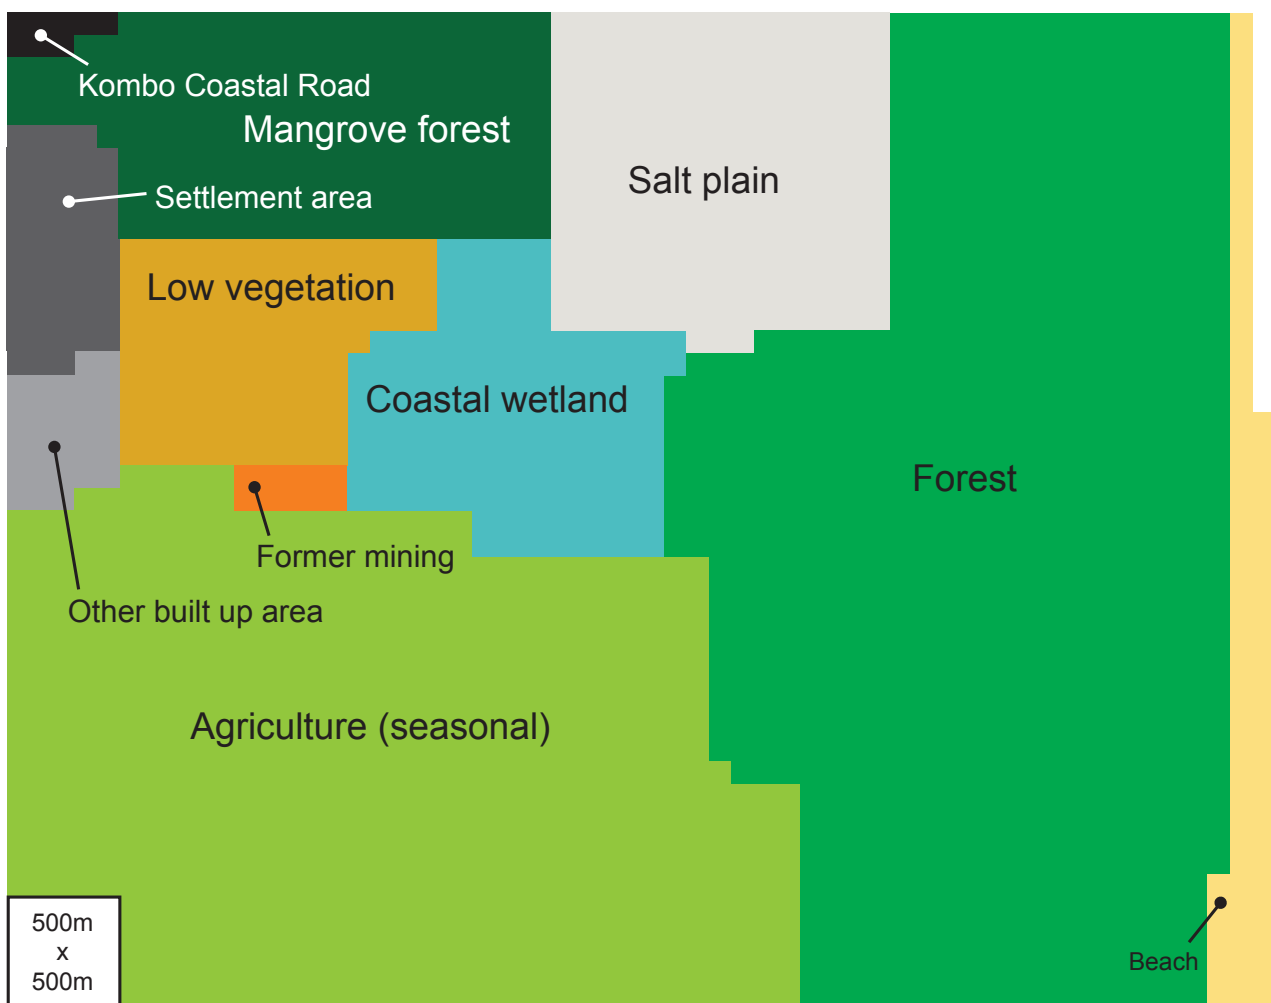 Kombo Coastal Road
Mangrove forest
Salt plain
Settlement area
Low vegetation
Coastal wetland
Forest
Former mining
Other built up area
Agriculture (seasonal)
500m
x
500m
Beach